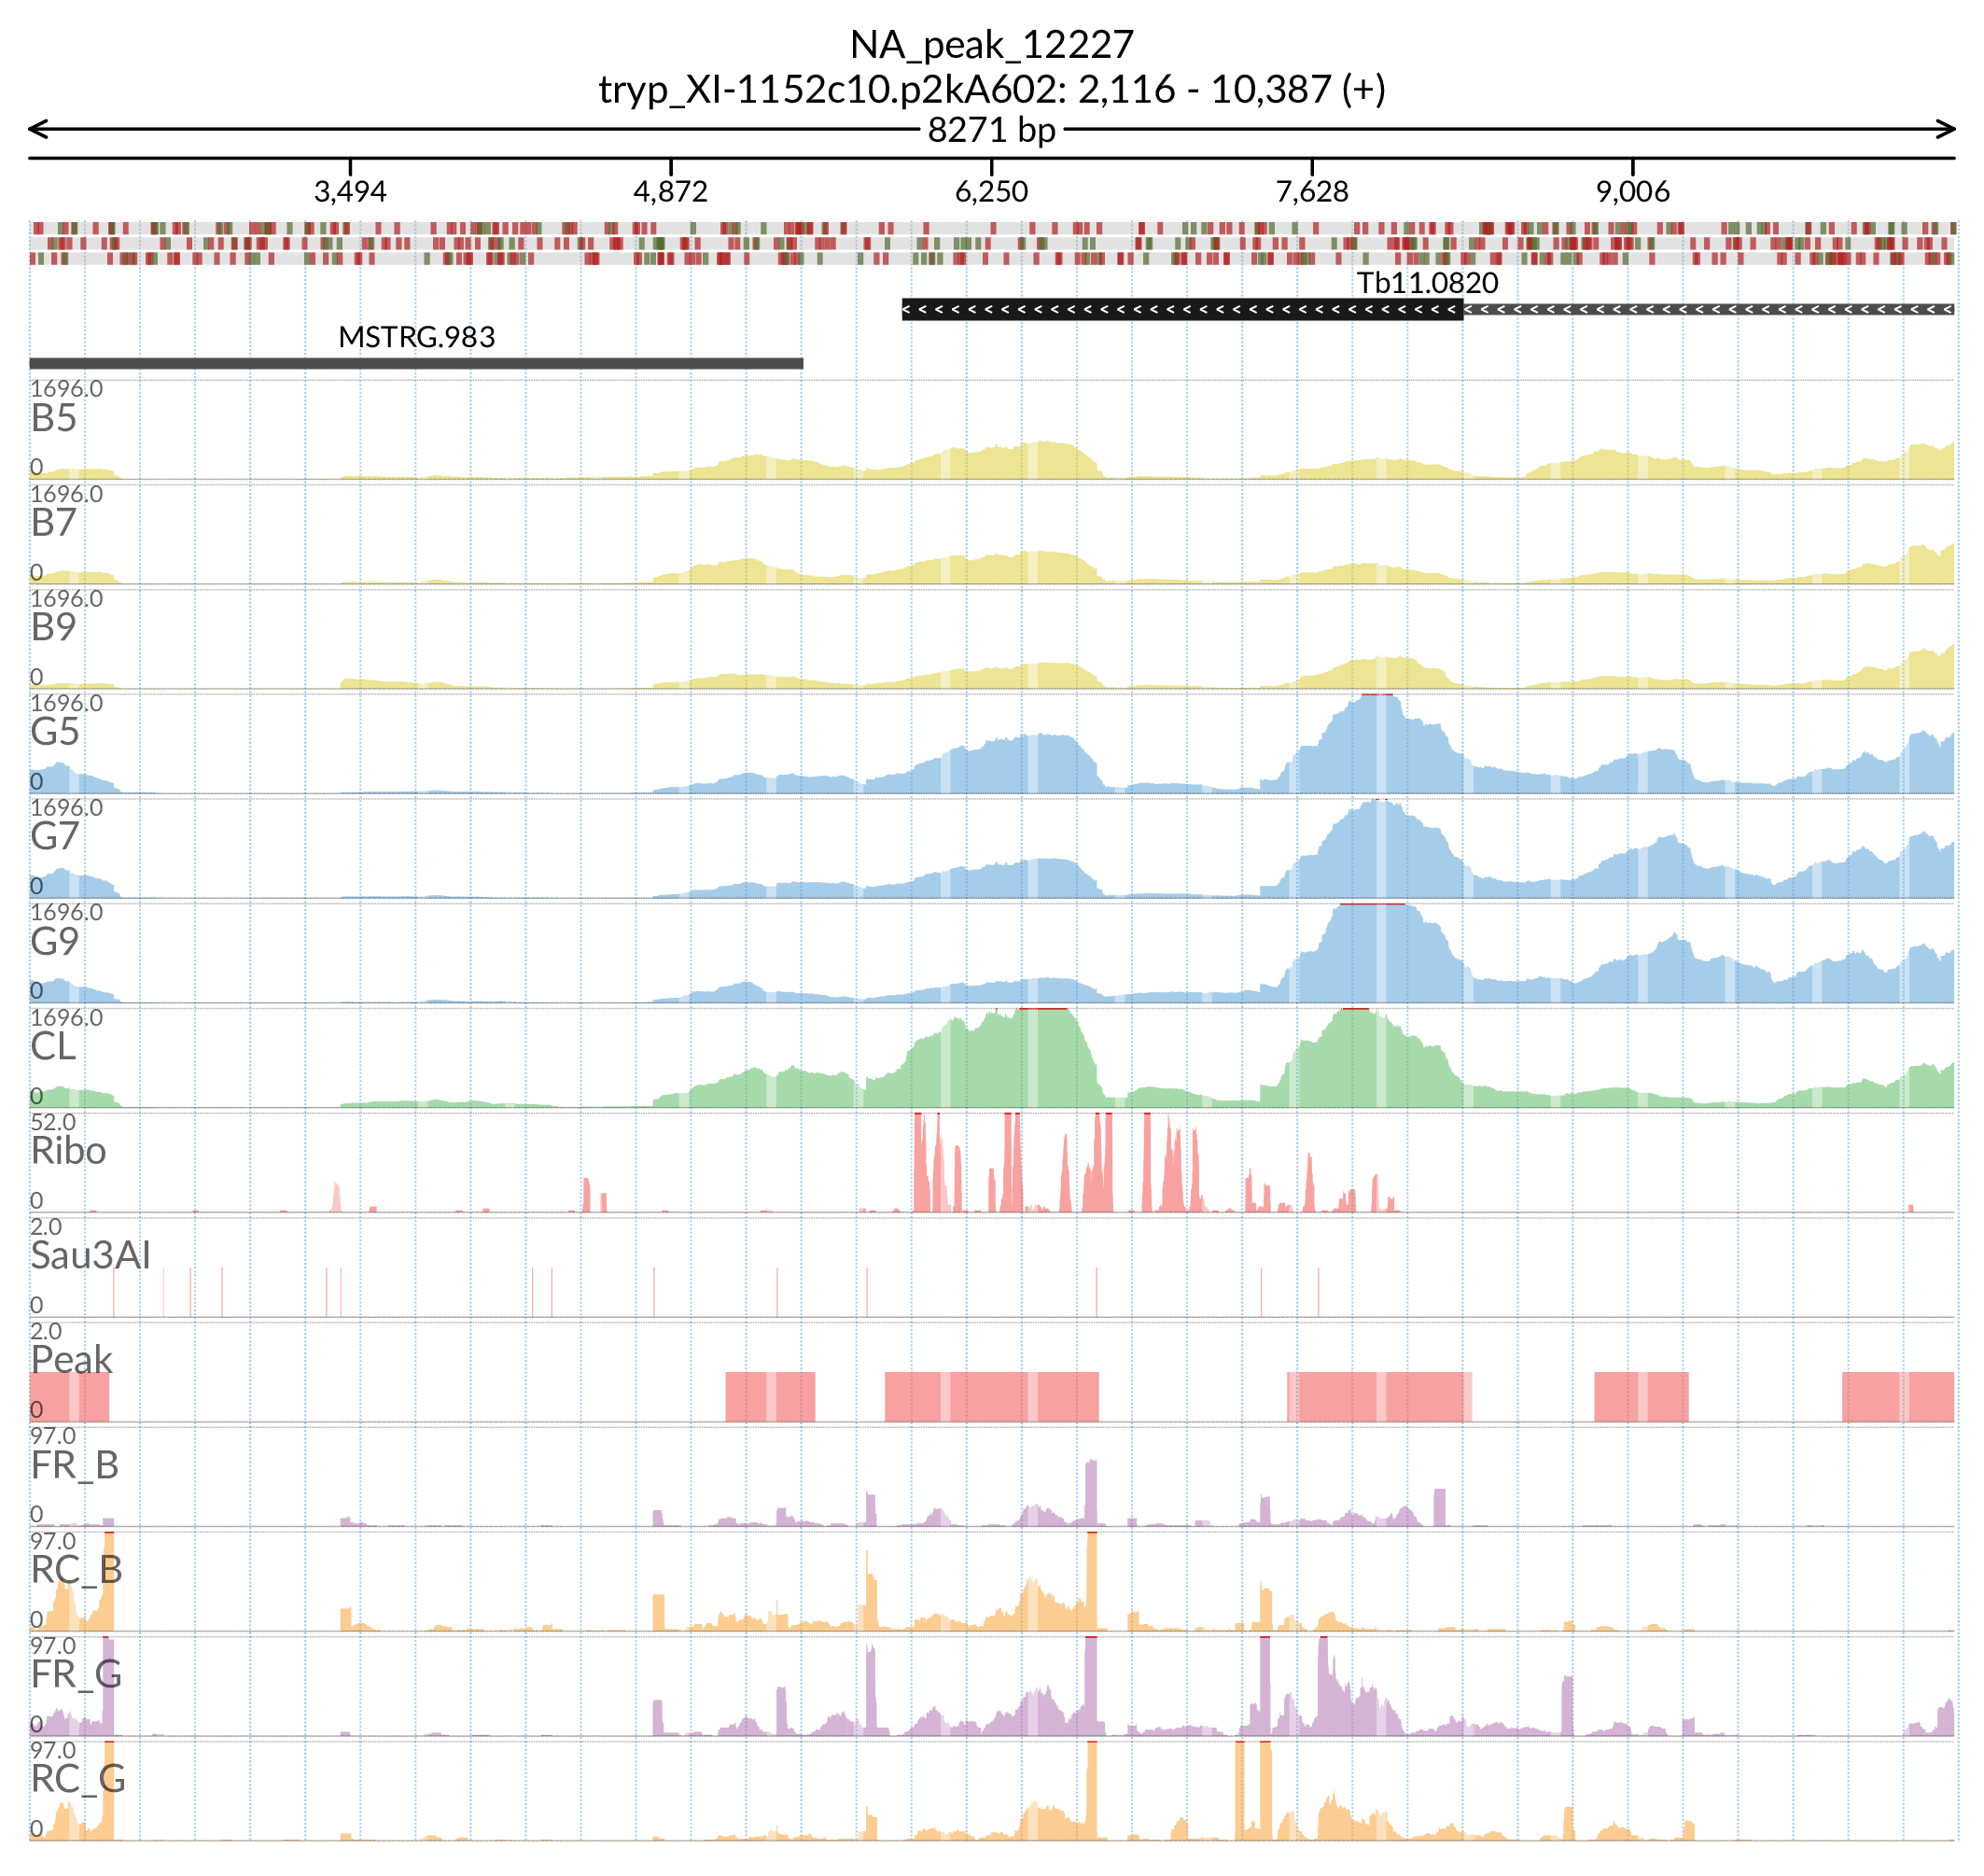 NA_peak_12227
tryp_XI-1152c10.p2kA602: 2,116 - 10,387 (+)
8271 bp
3,494 4,872 6,250 7,628 9,006
Tb11.0820
MSTRG.983
1696.0
B5
0
1696.0
B7
0
1696.0
B9
0
1696.0
G5
0
1696.0
G7
0
1696.0
G9
0
1696.0
CL
0
52.0
Ribo
0
2.0
Sau3AI
0
2.0
Peak
0
97.0
FR_B
0
97.0
RC_B
0
97.0
FR_G
0
97.0
RC_G
0